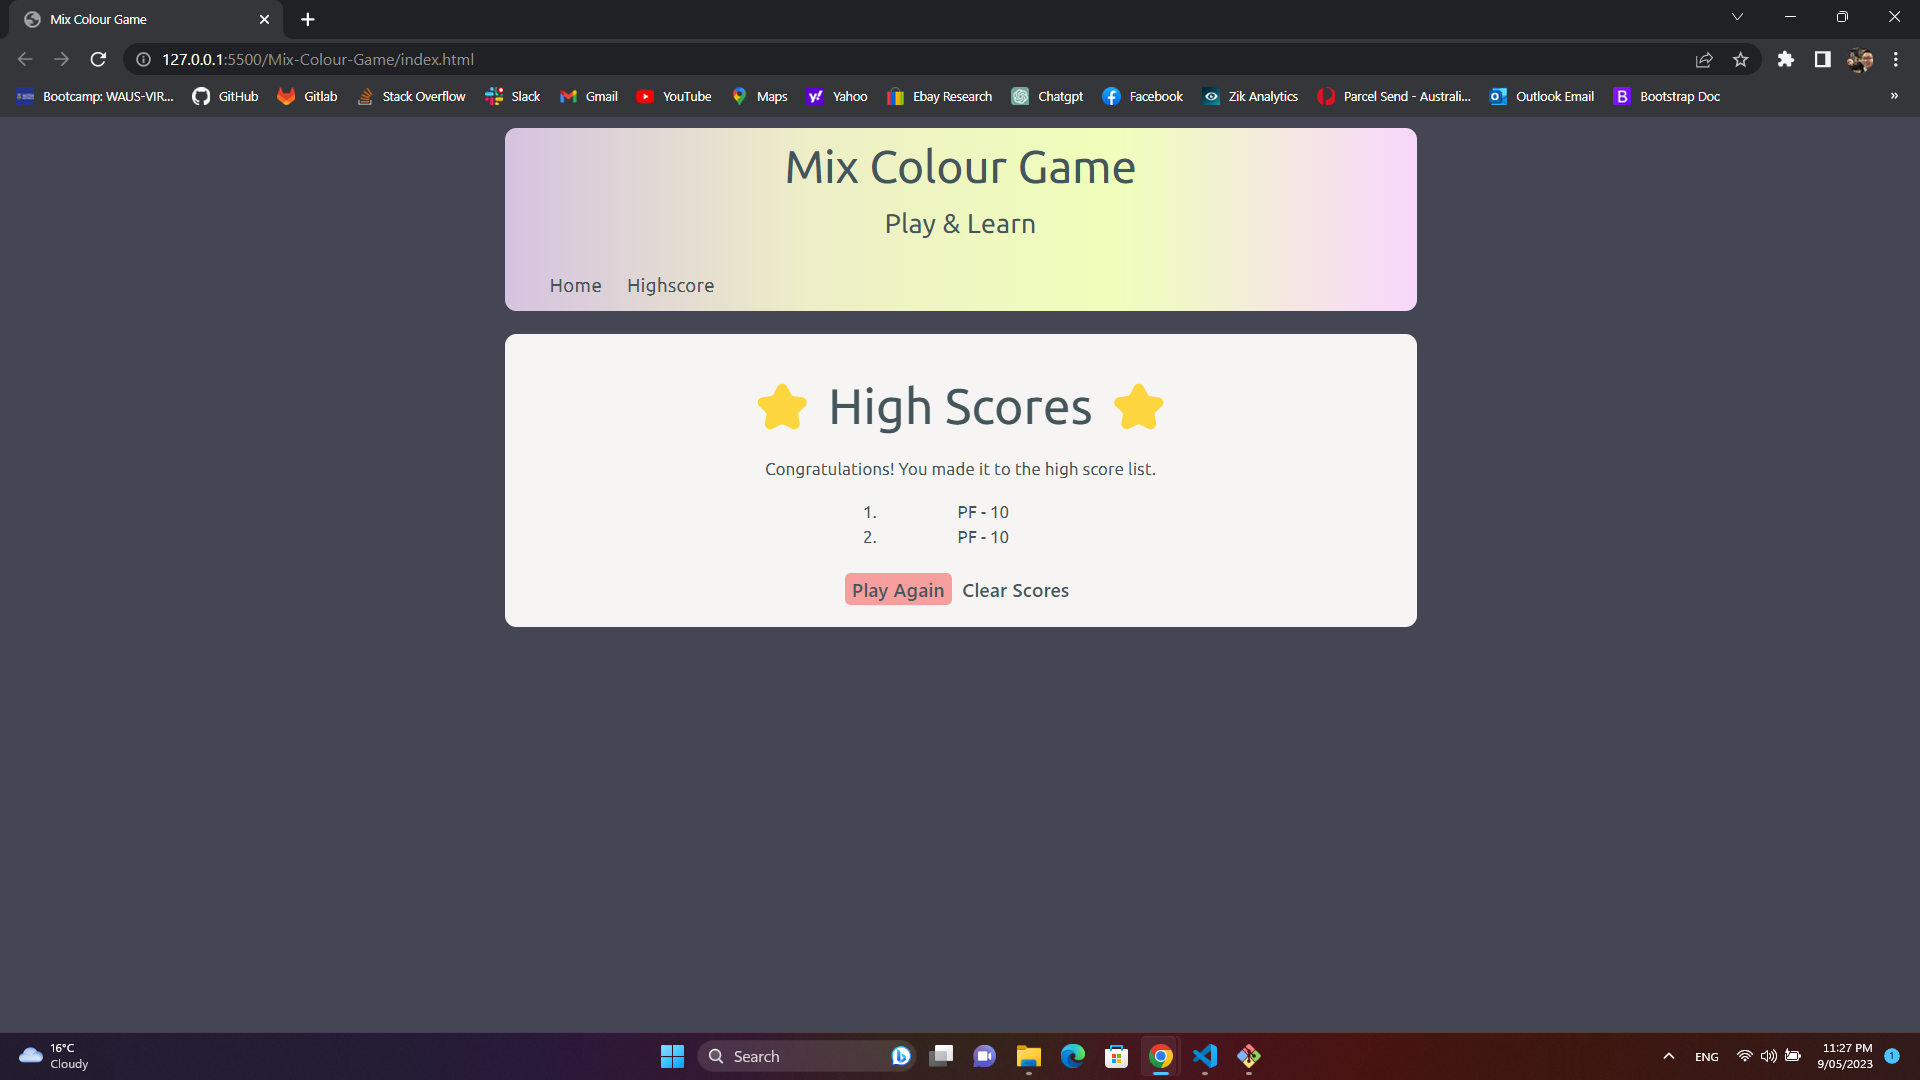 Mix Colour Game
127.0.0.1:5500/Mix-Colour-Game/index.html
Bootcamp: WAUS-VIR... GitHub Gitlab Stack Overflow Slack Gmail YouTube Maps Yahoo Ebay Research Chatgpt Facebook Zik Analytics Parcel Send - Australi... Outlook Email B Bootstrap Doc »
Mix Colour Game
Play & Learn
Home Highscore
High Scores
Congratulations! You made it to the high score list.
1. PF - 10
2. PF - 10
Play Again Clear Scores
16°C
Cloudy
Search
ENG
11:27 PM
9/05/2023
1